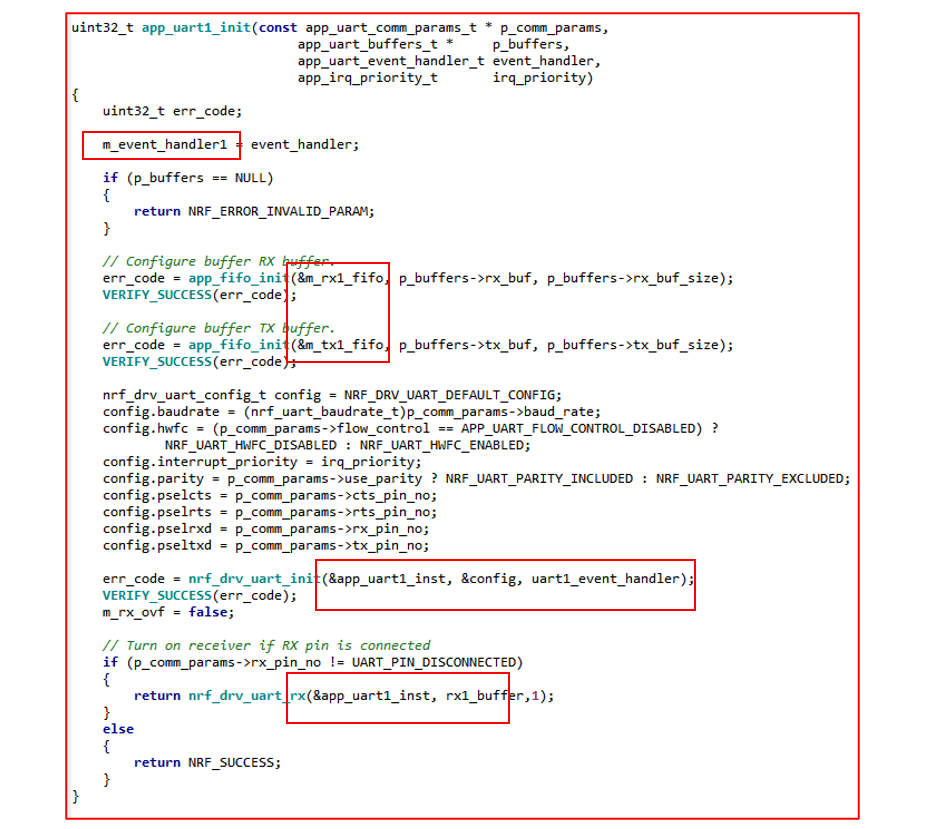 uint32_t app_uart1_init(const app_uart_comm_params_t * p_comm_params,
                             app_uart_buffers_t *     p_buffers,
                             app_uart_event_handler_t event_handler,
                             app_irq_priority_t       irq_priority)
{
    uint32_t err_code;

    m_event_handler1 = event_handler;

    if (p_buffers == NULL)
    {
        return NRF_ERROR_INVALID_PARAM;
    }

    // Configure buffer RX buffer.
    err_code = app_fifo_init(&m_rx1_fifo, p_buffers->rx_buf, p_buffers->rx_buf_size);
    VERIFY_SUCCESS(err_code);

    // Configure buffer TX buffer.
    err_code = app_fifo_init(&m_tx1_fifo, p_buffers->tx_buf, p_buffers->tx_buf_size);
    VERIFY_SUCCESS(err_code);

    nrf_drv_uart_config_t config = NRF_DRV_UART_DEFAULT_CONFIG;
    config.baudrate = (nrf_uart_baudrate_t)p_comm_params->baud_rate;
    config.hwfc = (p_comm_params->flow_control == APP_UART_FLOW_CONTROL_DISABLED) ?
            NRF_UART_HWFC_DISABLED : NRF_UART_HWFC_ENABLED;
    config.interrupt_priority = irq_priority;
    config.parity = p_comm_params->use_parity ? NRF_UART_PARITY_INCLUDED : NRF_UART_PARITY_EXCLUDED;
    config.pselcts = p_comm_params->cts_pin_no;
    config.pselrts = p_comm_params->rts_pin_no;
    config.pselrxd = p_comm_params->rx_pin_no;
    config.pseltxd = p_comm_params->tx_pin_no;

    err_code = nrf_drv_uart_init(&app_uart1_inst, &config, uart1_event_handler);
    VERIFY_SUCCESS(err_code);
    m_rx_ovf = false;

    // Turn on receiver if RX pin is connected
    if (p_comm_params->rx_pin_no != UART_PIN_DISCONNECTED)
    {
        return nrf_drv_uart_rx(&app_uart1_inst, rx1_buffer,1);
    }
    else
    {
        return NRF_SUCCESS;
    }
}